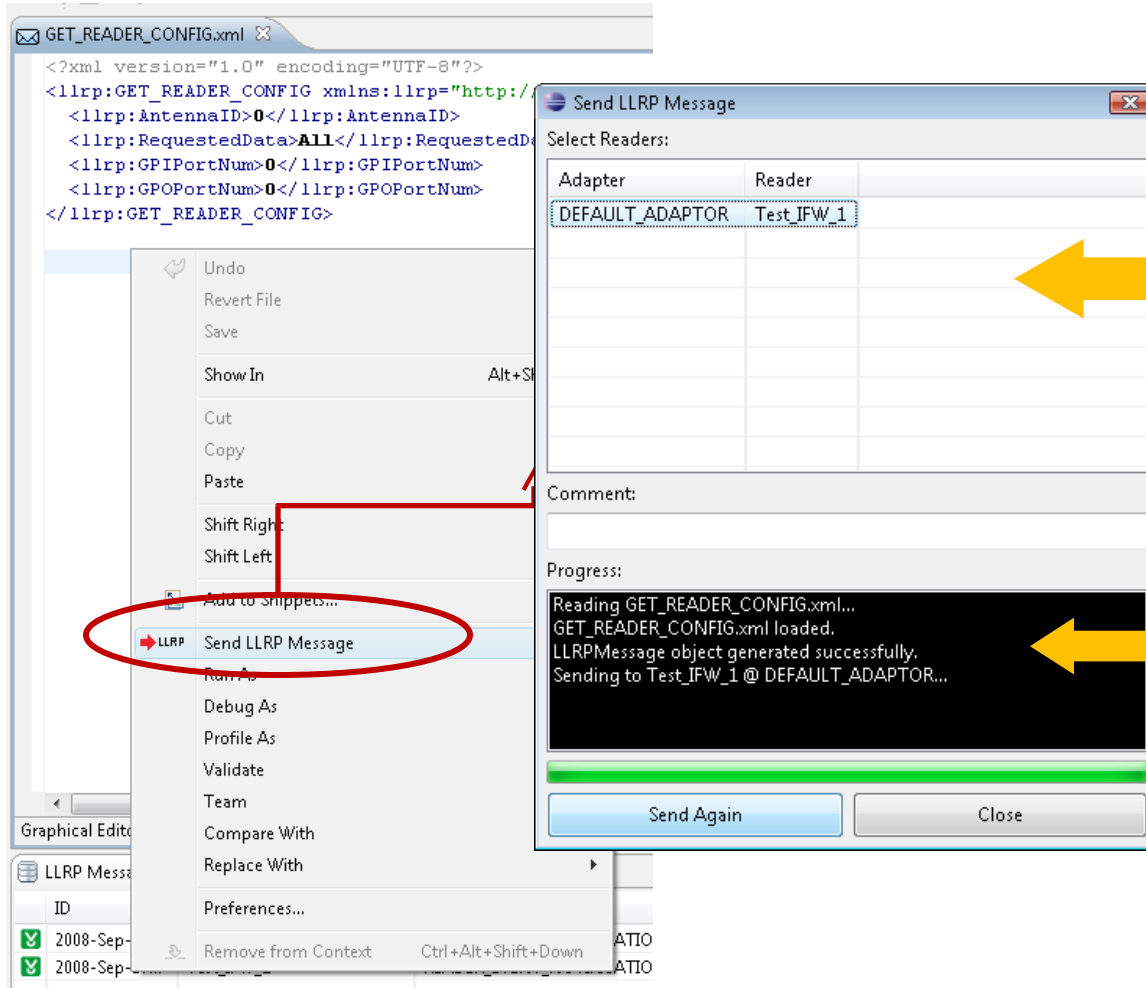 GET_READER_CONFIG.xml
<?xml version="1.0" encoding="UTF-8"?>
<llrp:GET_READER_CONFIG xmlns:llrp="http://
<llrp:AntennaID>0</llrp:AntennaID>
<llrp:RequestedData>All</llrp:RequestedD
<llrp:GPIPortNum>0</llrp:GPIPortNum>
<llrp:GPOPortNum>0</llrp:GPOPortNum>
</llrp:GET_READER_CONFIG>
Undo
Revert File
Save
Show In Alt+Sh
Cut
Copy
Paste
Shift Right
Shift Left
Add to Snippets...
LLRP Send LLRP Message
Run As
Debug As
Profile As
Validate
Team
Compare With
Replace With
Preferences...
Remove from Context Ctrl+Alt+Shift+Down
Graphical Edito
LLRP Messa
ID
2008-Sep- ATIO
2008-Sep- ATIO
Send LLRP Message
Select Readers:
Adapter Reader
DEFAULT_ADAPTOR Test_IFW_1
Comment:
Progress:
Reading GET_READER_CONFIG.xml...
GET_READER_CONFIG.xml loaded.
LLRPMessage object generated successfully.
Sending to Test_IFW_1 @ DEFAULT_ADAPTOR...
Send Again Close